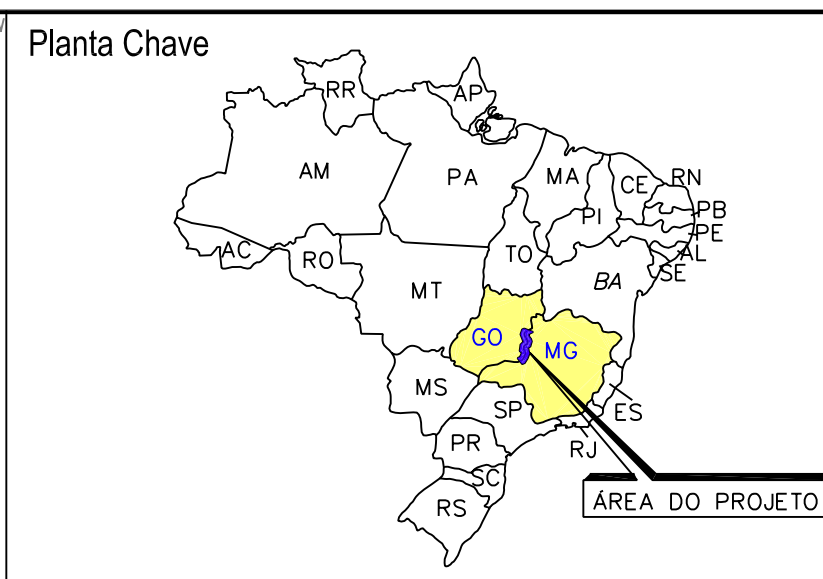 Planta Chave
RR
AP
AM
PA
MA
CE
RN
PI
PB
PE
AC
RO
TO
AL
SE
BA
MT
GO
MG
MS
SP
ES
PR
RJ
SC
RS
ÁREA DO PROJETO